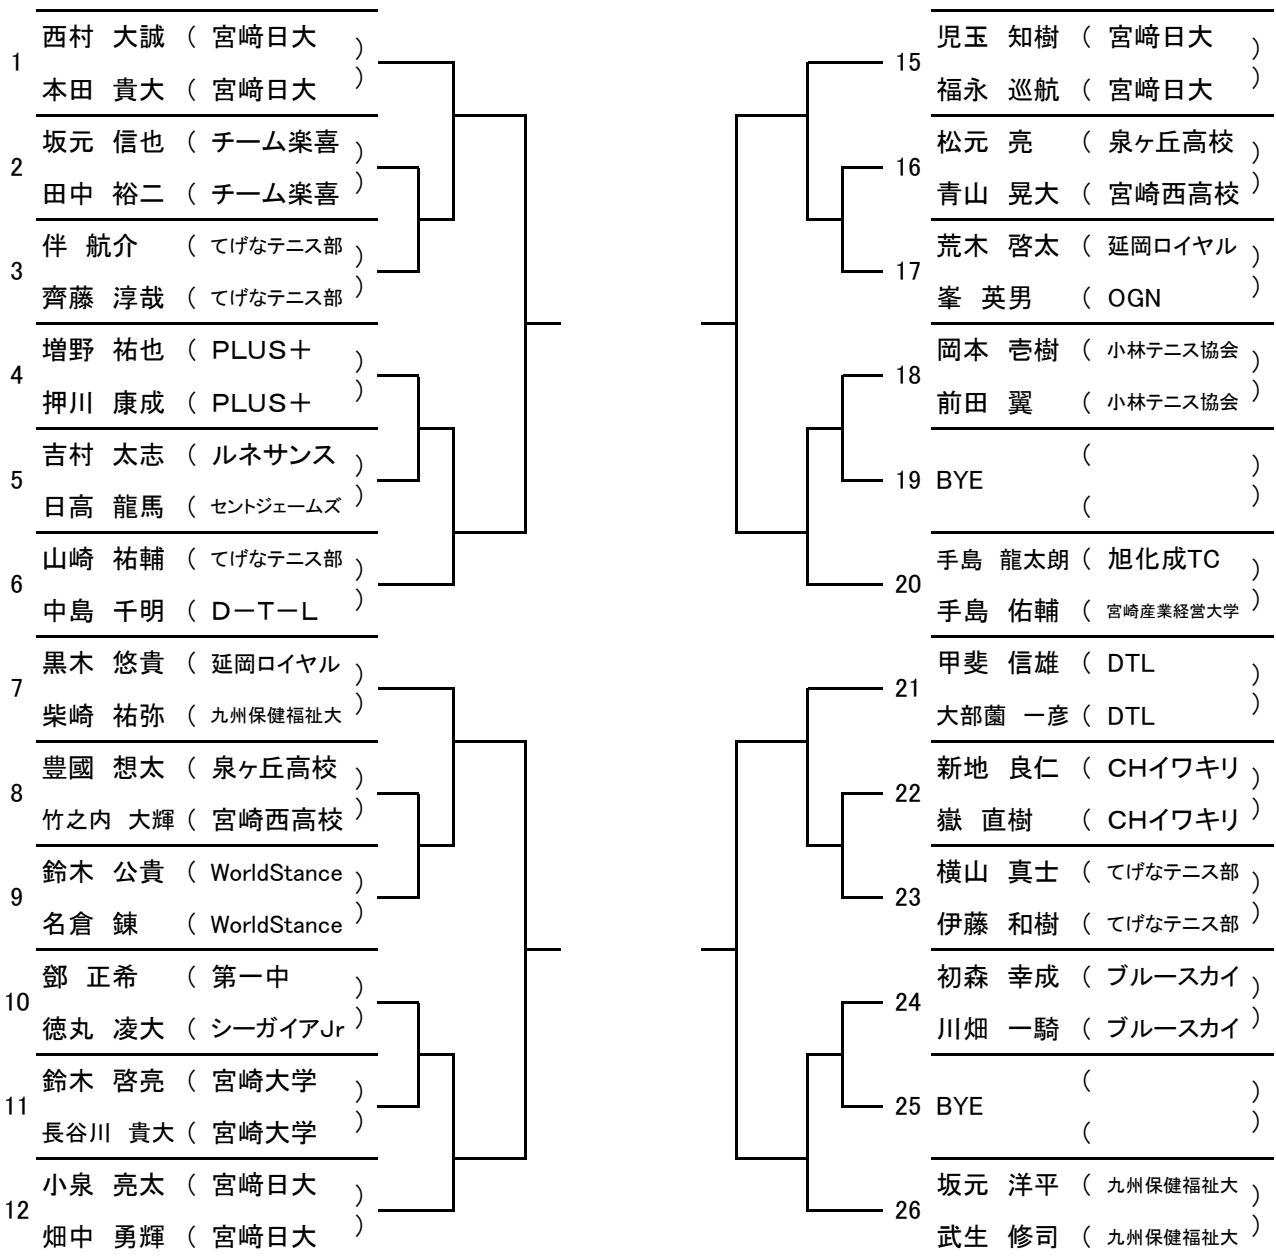 1 西村 大誠 ( 宮﨑日大 )
本田 貴大 ( 宮﨑日大 )
2 坂元 信也 ( チーム楽喜 )
田中 裕二 ( チーム楽喜 )
3 伴 航介 ( てげなテニス部 )
齊藤 淳哉 ( てげなテニス部 )
4 増野 祐也 ( PLUS＋ )
押川 康成 ( PLUS＋ )
5 吉村 太志 ( ルネサンス )
日高 龍馬 ( セントジェームズ )
6 山崎 祐輔 ( てげなテニス部 )
中島 千明 ( D－T－L )
7 黒木 悠貴 ( 延岡ロイヤル )
柴崎 祐弥 ( 九州保健福祉大 )
8 豊國 想太 ( 泉ヶ丘高校 )
竹之内 大輝 ( 宮崎西高校 )
9 鈴木 公貴 ( WorldStance )
名倉 錬 ( WorldStance )
10 鄧 正希 ( 第一中 )
徳丸 凌大 ( シーガイアJr )
11 鈴木 啓亮 ( 宮崎大学 )
長谷川 貴大 ( 宮崎大学 )
12 小泉 亮太 ( 宮﨑日大 )
畑中 勇輝 ( 宮﨑日大 )
15 児玉 知樹 ( 宮﨑日大 )
福永 巡航 ( 宮﨑日大 )
16 松元 亮 ( 泉ヶ丘高校 )
青山 晃大 ( 宮崎西高校 )
17 荒木 啓太 ( 延岡ロイヤル )
峯 英男 ( OGN )
18 岡本 壱樹 ( 小林テニス協会 )
前田 翼 ( 小林テニス協会 )
19 BYE ( )
( )
20 手島 龍太朗 ( 旭化成TC )
手島 佑輔 ( 宮崎産業経営大学 )
21 甲斐 信雄 ( DTL )
大部薗 一彦 ( DTL )
22 新地 良仁 ( CHイワキリ )
嶽 直樹 ( CHイワキリ )
23 横山 真士 ( てげなテニス部 )
伊藤 和樹 ( てげなテニス部 )
24 初森 幸成 ( ブルースカイ )
川畑 一騎 ( ブルースカイ )
25 BYE ( )
( )
26 坂元 洋平 ( 九州保健福祉大 )
武生 修司 ( 九州保健福祉大 )